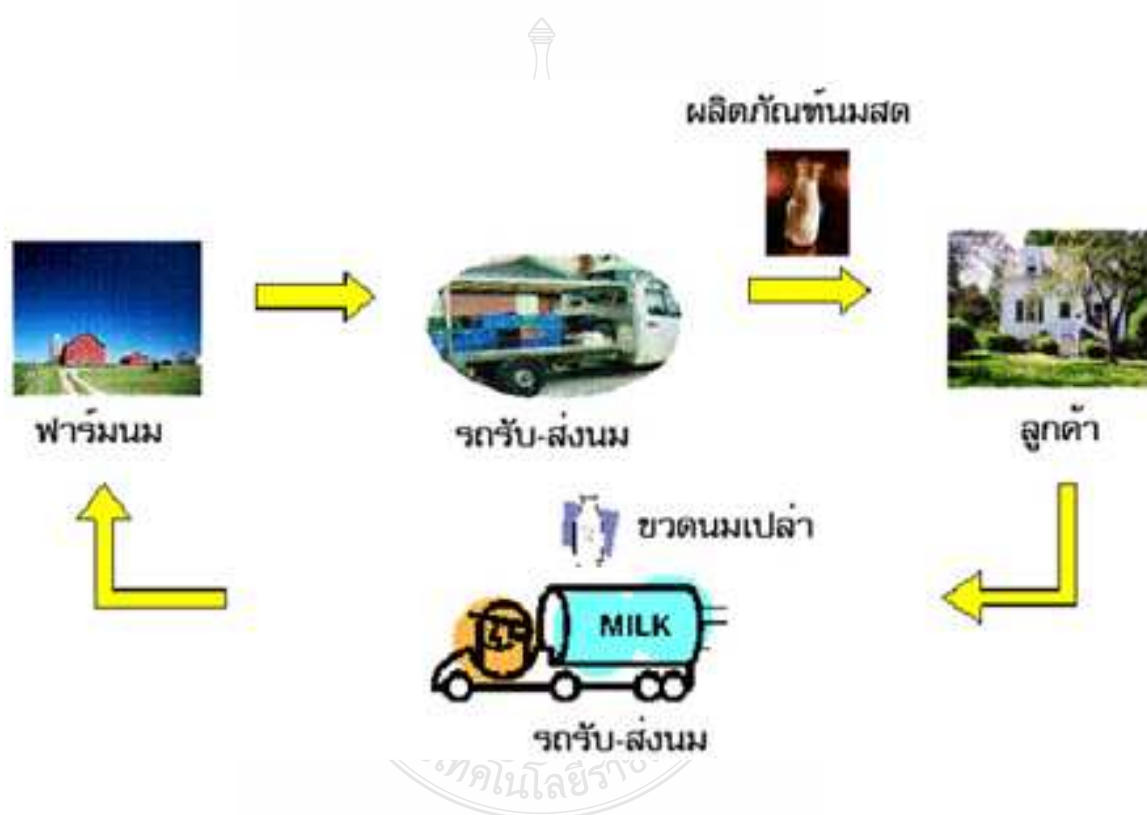 ผลิตภัณฑ์นมสด
ฟาร์มนม
รถรับ-ส่งนม
ลูกค้า
ขวดนมเปล่า
MILK
รถรับ-ส่งนม